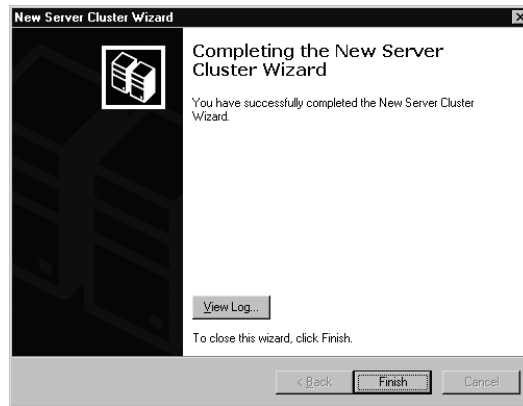 New Server Cluster Wizard
Completing the New Server
Cluster Wizard
You have successfully completed the New Server Cluster
Wizard.
View Log...
To close this wizard, click Finish.
< Back
Finish
Cancel